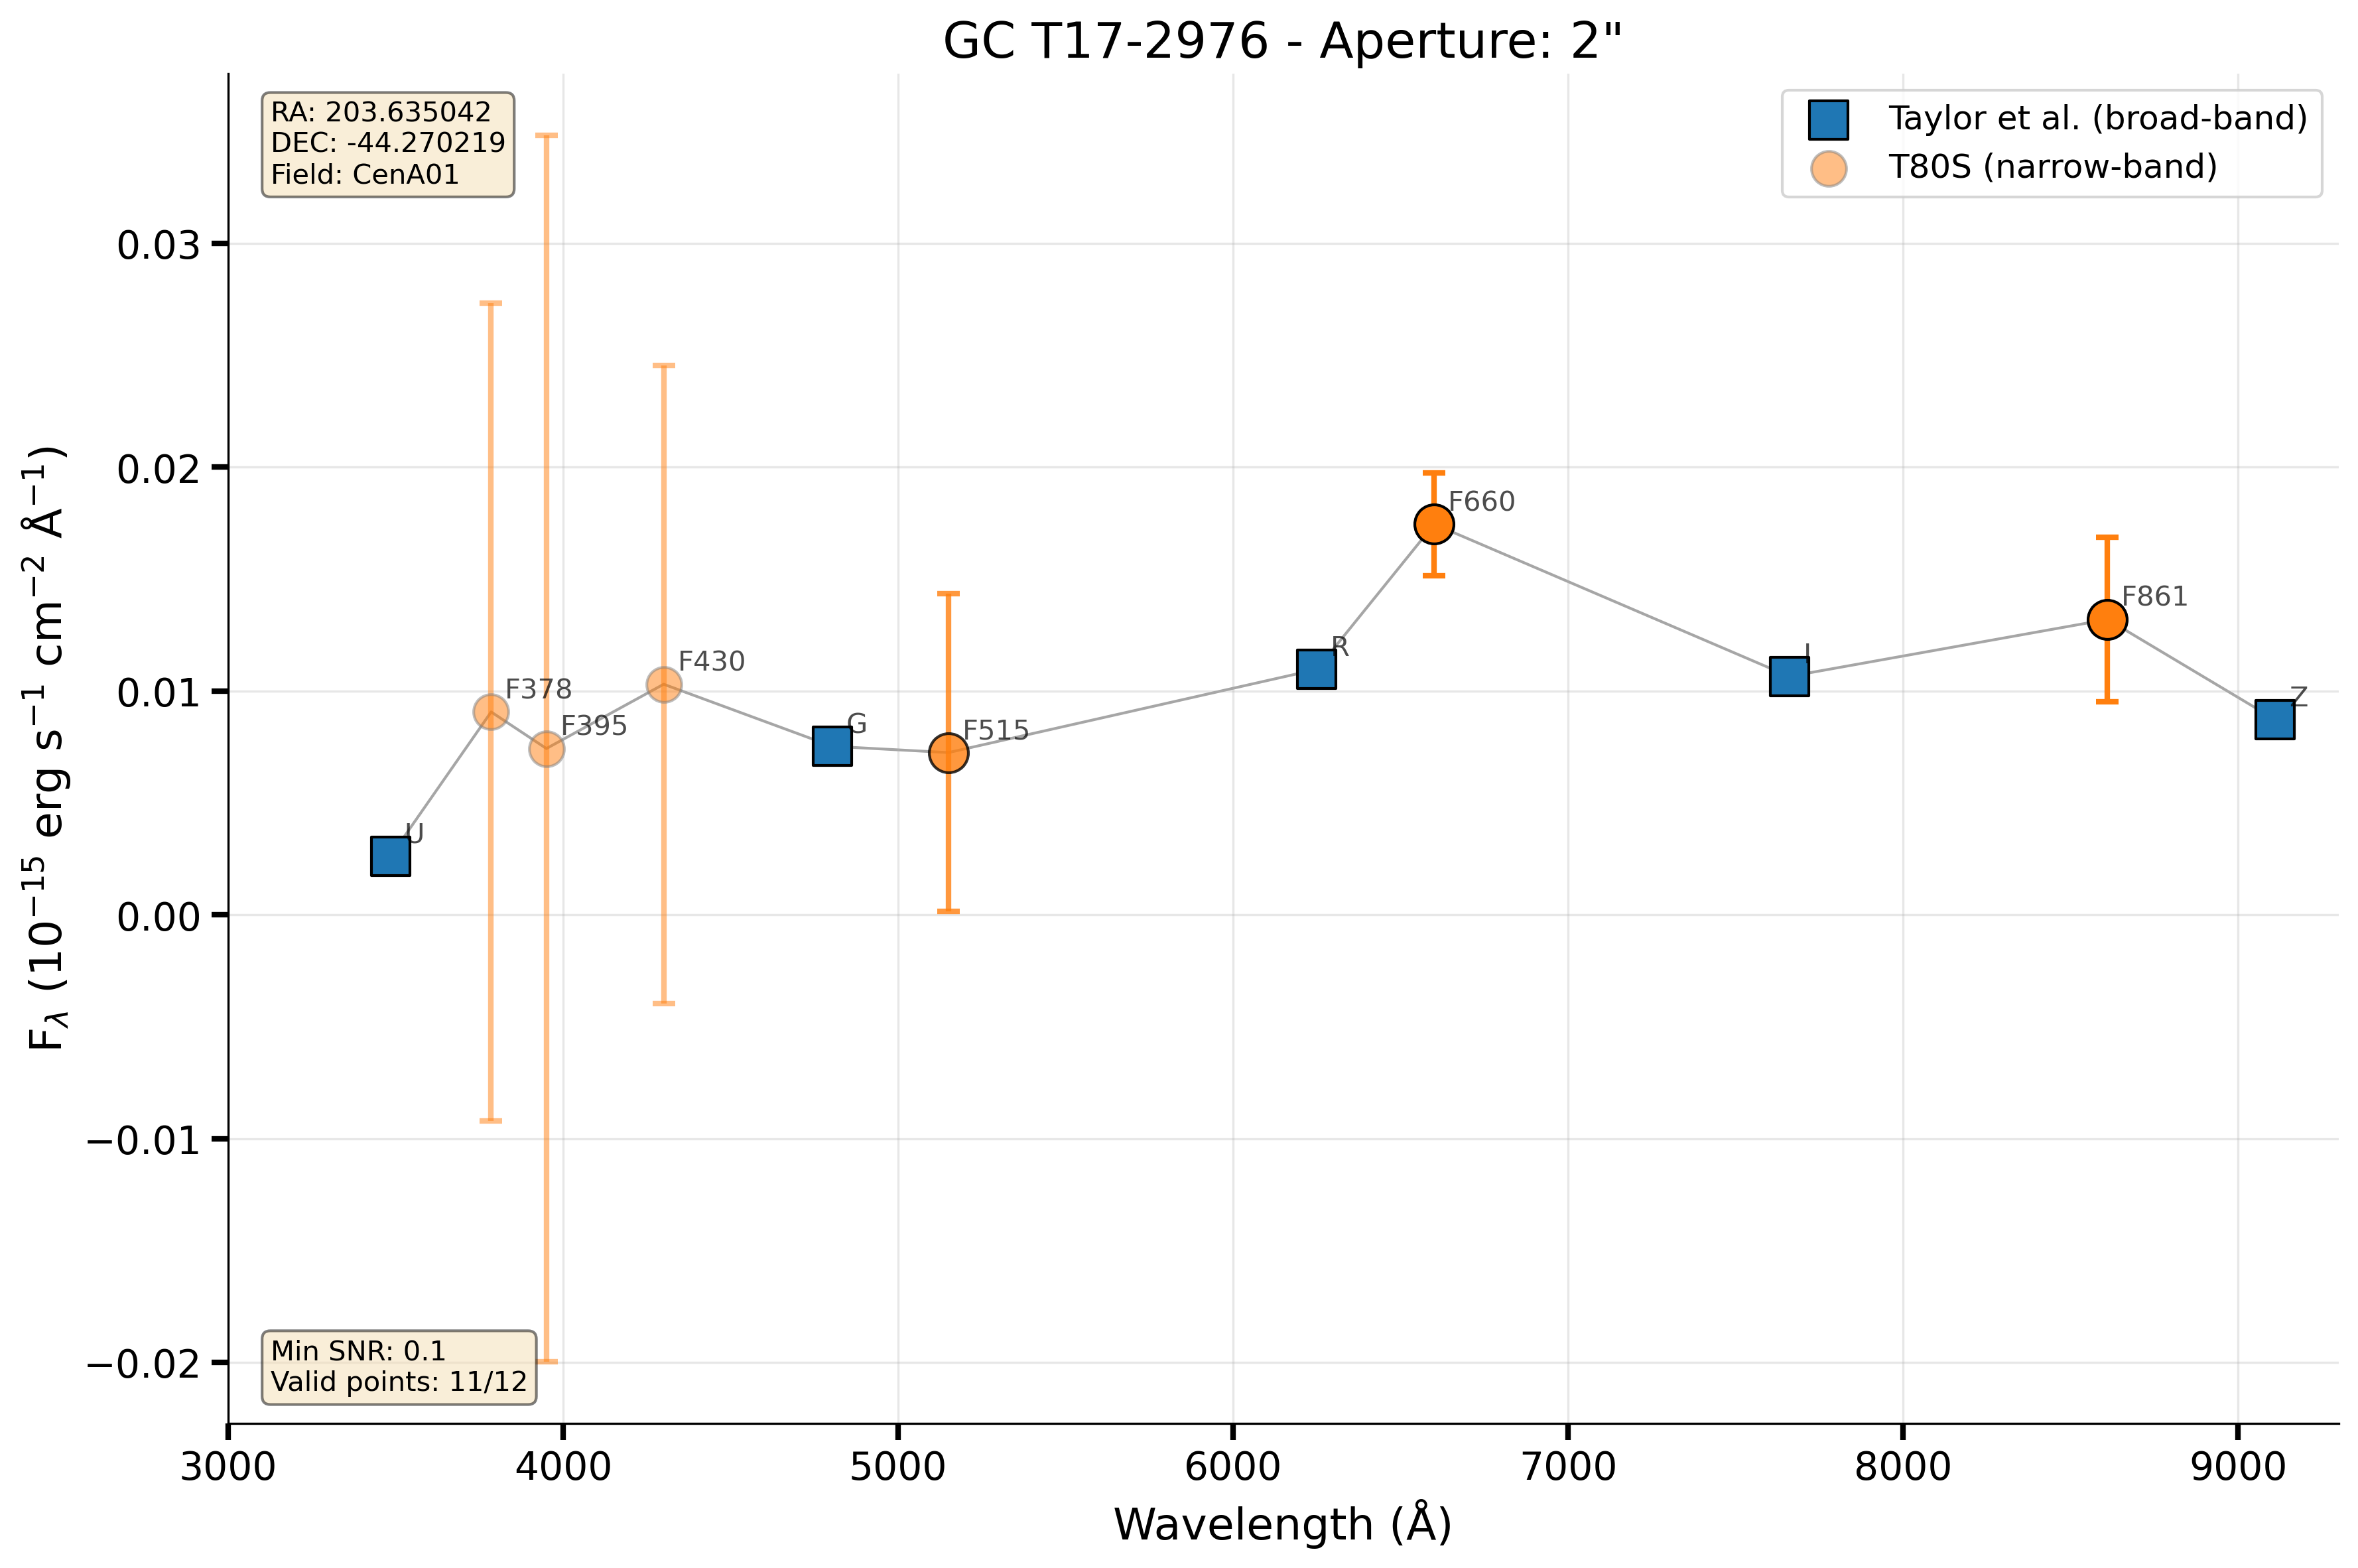 GC T17-2976 - Aperture: 2"
RA: 203.635042
DEC: -44.270219
Field: CenA01
Taylor et al. (broad-band)
T80S (narrow-band)
0.03
0.02
0.01
0.00
−0.01
−0.02
F_λ (10⁻¹⁵ erg s⁻¹ cm⁻² Å⁻¹)
U
F378
F395
F430
G
F515
R
F660
I
F861
Z
Min SNR: 0.1
Valid points: 11/12
3000 4000 5000 6000 7000 8000 9000
Wavelength (Å)